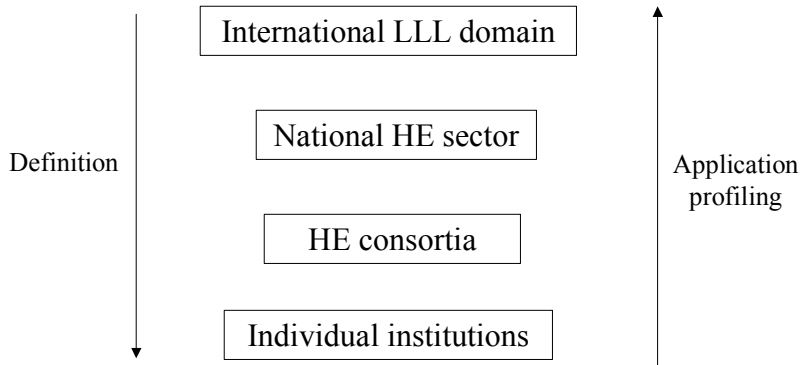 International LLL domain
National HE sector
Definition
Application
profiling
HE consortia
Individual institutions